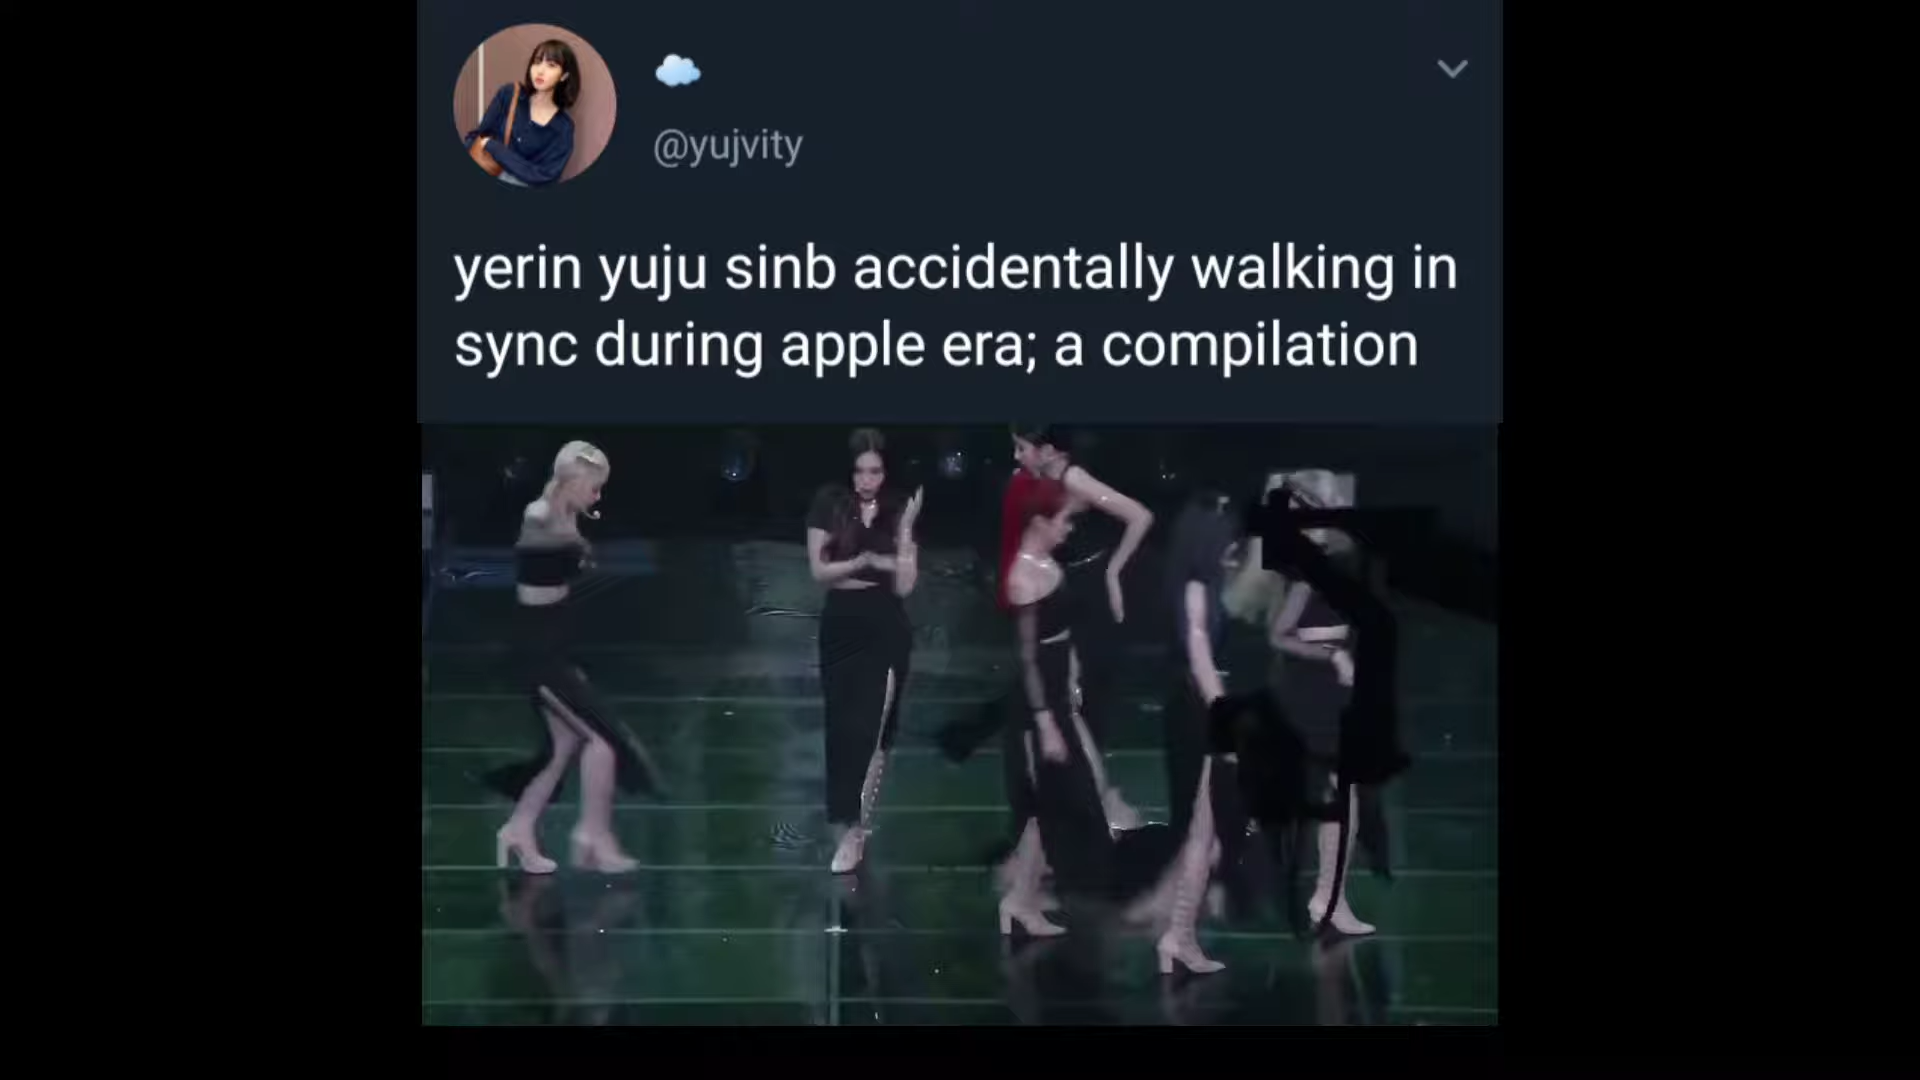 ☁️
@yujvity
yerin yuju sinb accidentally walking in
sync during apple era; a compilation